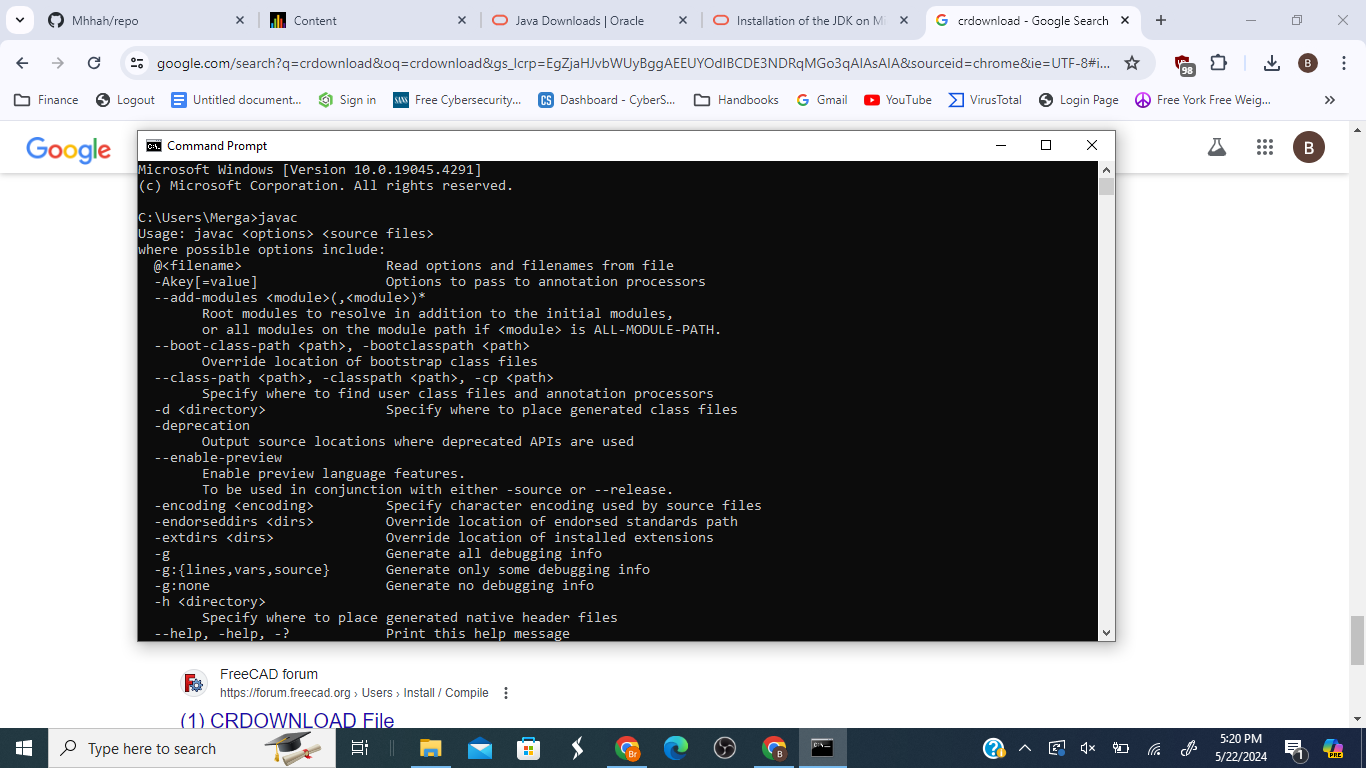 Mhhah/repo
Content
Java Downloads | Oracle
Installation of the JDK on Mi
crdownload - Google Search
google.com/search?q=crdownload&oq=crdownload&gs_lcrp=EgZjaHJvbWUyBggAEEUYOdIBCDE3NDRqMGo3qAIAsAIA&sourceid=chrome&ie=UTF-8#i...
98
B
Finance
Logout
Untitled document...
Sign in
SANS
Free Cybersecurity...
CS
Dashboard - CyberS...
Handbooks
Gmail
YouTube
VirusTotal
Login Page
Free York Free Weig...
Google
B
Command Prompt
Microsoft Windows [Version 10.0.19045.4291]
(c) Microsoft Corporation. All rights reserved.
C:\Users\Merga>javac
Usage: javac <options> <source files>
where possible options include:
@<filename> Read options and filenames from file
-Akey[=value] Options to pass to annotation processors
--add-modules <module>(,<module>)*
Root modules to resolve in addition to the initial modules,
or all modules on the module path if <module> is ALL-MODULE-PATH.
--boot-class-path <path>, -bootclasspath <path>
Override location of bootstrap class files
--class-path <path>, -classpath <path>, -cp <path>
Specify where to find user class files and annotation processors
-d <directory> Specify where to place generated class files
-deprecation
Output source locations where deprecated APIs are used
--enable-preview
Enable preview language features.
To be used in conjunction with either -source or --release.
-encoding <encoding> Specify character encoding used by source files
-endorseddirs <dirs> Override location of endorsed standards path
-extdirs <dirs> Override location of installed extensions
-g Generate all debugging info
-g:{lines,vars,source} Generate only some debugging info
-g:none Generate no debugging info
-h <directory>
Specify where to place generated native header files
--help, -help, -? Print this help message
FreeCAD forum
https://forum.freecad.org › Users › Install / Compile
(1) CRDOWNLOAD File
Type here to search
Br
B
5:20 PM
5/22/2024
1
PRE